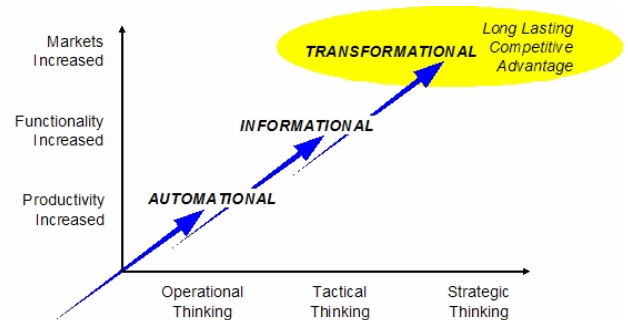 Markets
Increased
TRANSFORMATIONAL
Long Lasting
Competitive
Advantage
Functionality
Increased
INFORMATIONAL
Productivity
Increased
AUTOMATIONAL
Operational
Thinking
Tactical
Thinking
Strategic
Thinking